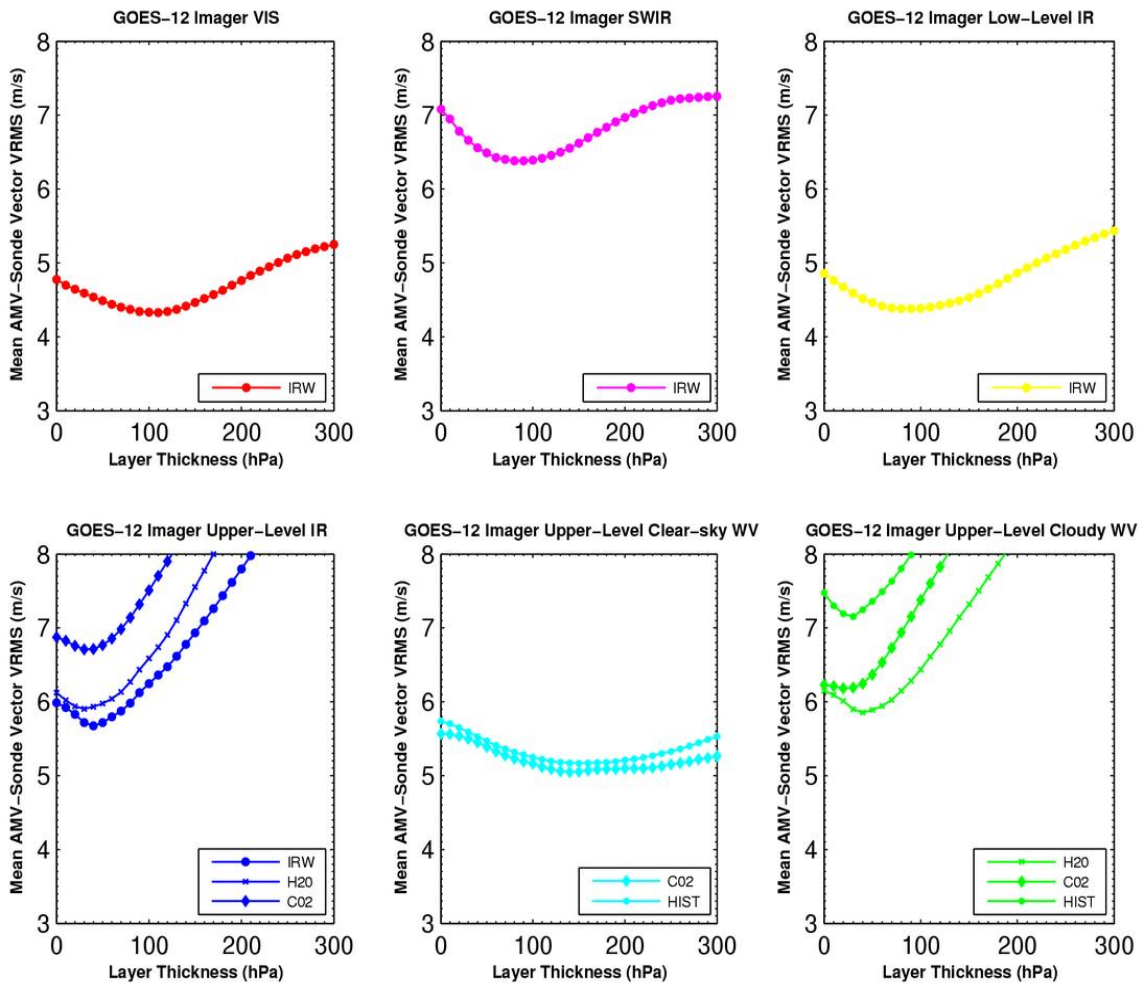 GOES-12 Imager VIS
Mean AMV-Sonde Vector VRMS (m/s)
8
7
6
5
4
3
IRW
0 100 200 300
Layer Thickness (hPa)
GOES-12 Imager SWIR
Mean AMV-Sonde Vector VRMS (m/s)
8
7
6
5
4
3
IRW
0 100 200 300
Layer Thickness (hPa)
GOES-12 Imager Low-Level IR
Mean AMV-Sonde Vector VRMS (m/s)
8
7
6
5
4
3
IRW
0 100 200 300
Layer Thickness (hPa)
GOES-12 Imager Upper-Level IR
Mean AMV-Sonde Vector VRMS (m/s)
8
7
6
5
4
3
IRW
H20
C02
0 100 200 300
Layer Thickness (hPa)
GOES-12 Imager Upper-Level Clear-sky WV
Mean AMV-Sonde Vector VRMS (m/s)
8
7
6
5
4
3
C02
HIST
0 100 200 300
Layer Thickness (hPa)
GOES-12 Imager Upper-Level Cloudy WV
Mean AMV-Sonde Vector VRMS (m/s)
8
7
6
5
4
3
H20
C02
HIST
0 100 200 300
Layer Thickness (hPa)